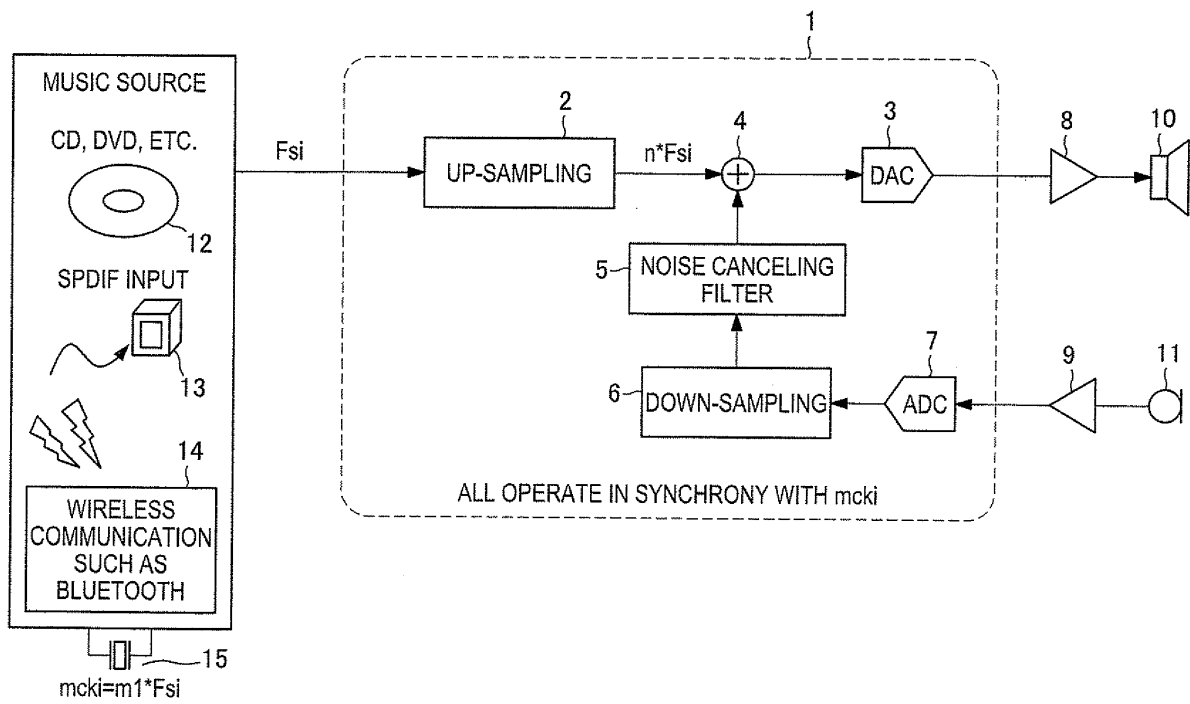 1
MUSIC SOURCE
CD, DVD, ETC.
12
SPDIF INPUT
13
14
WIRELESS
COMMUNICATION
SUCH AS
BLUETOOTH
15
mcki=m1*Fsi
Fsi
2
UP-SAMPLING
n*Fsi
4
3
DAC
8
10
5
NOISE CANCELING
FILTER
6
DOWN-SAMPLING
7
ADC
9
11
ALL OPERATE IN SYNCHRONY WITH mcki